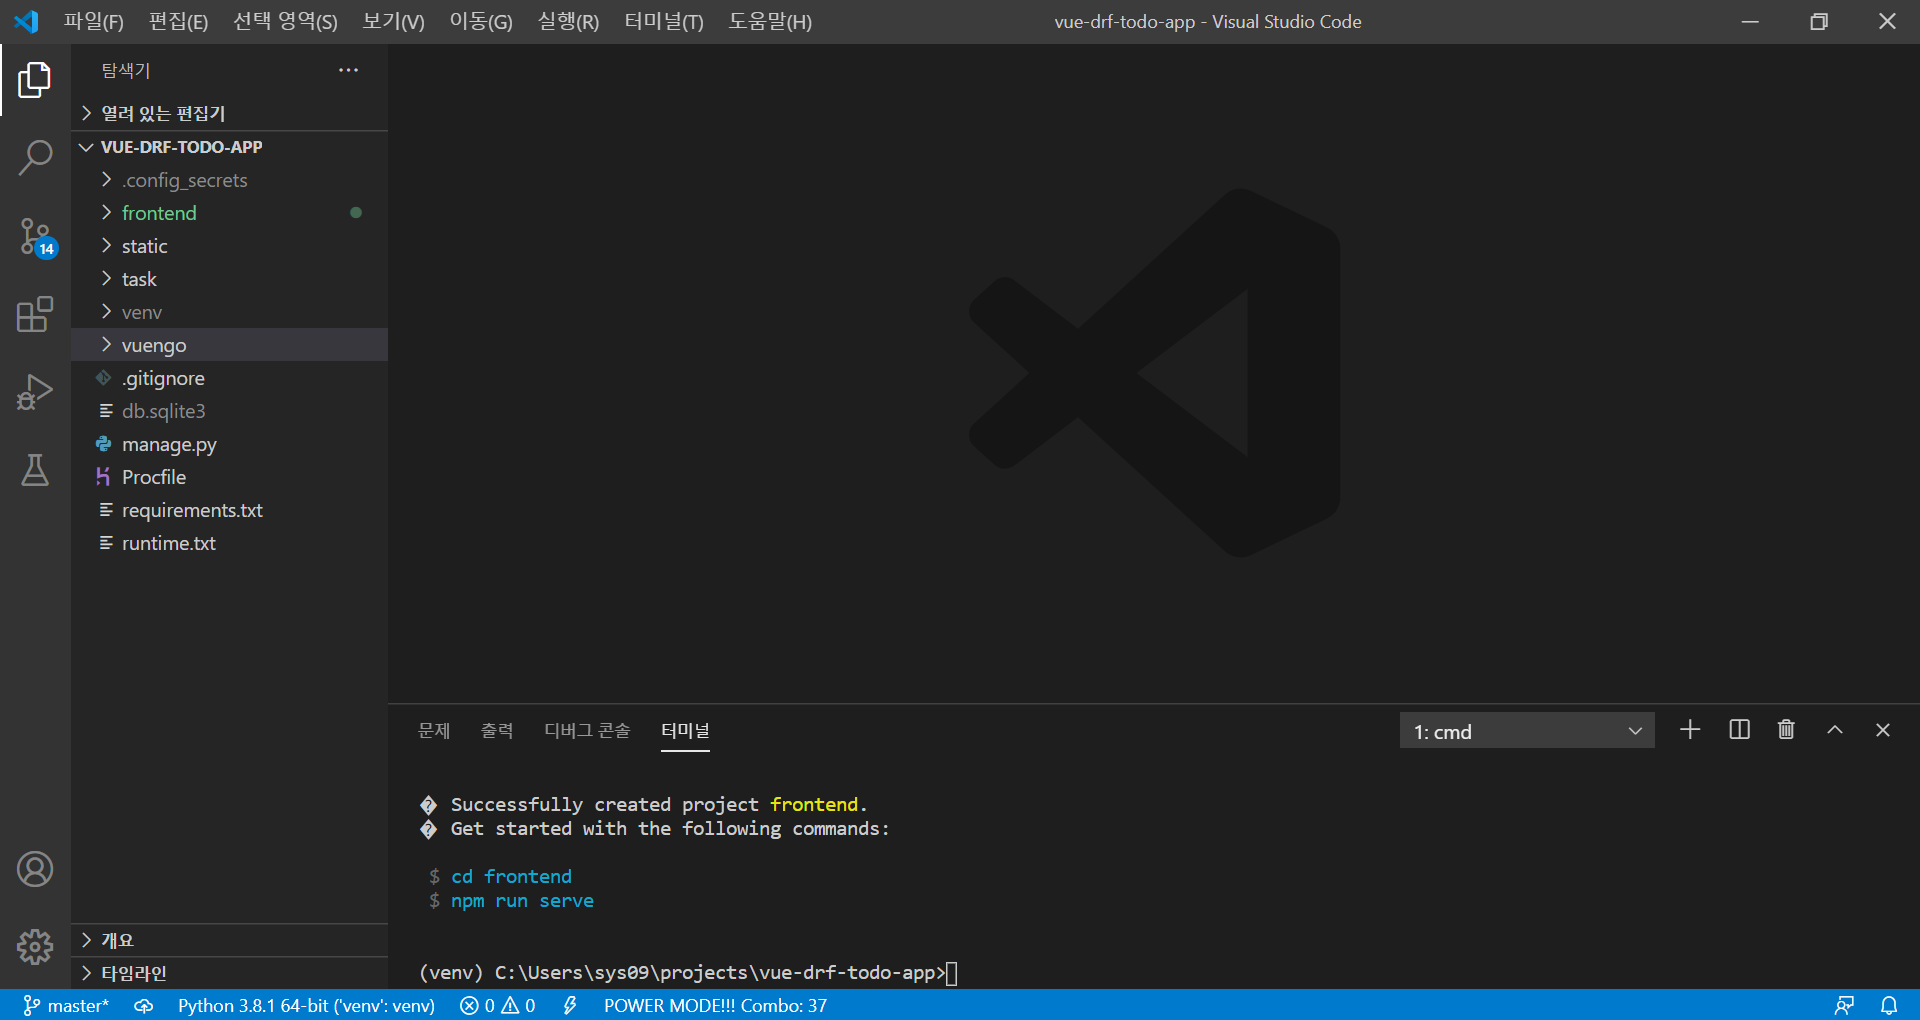 파일(F) 편집(E) 선택 영역(S) 보기(V) 이동(G) 실행(R) 터미널(T) 도움말(H) vue-drf-todo-app - Visual Studio Code
탐색기
열려 있는 편집기
VUE-DRF-TODO-APP
.config_secrets
frontend
static
14
task
venv
vuengo
.gitignore
db.sqlite3
manage.py
Procfile
requirements.txt
runtime.txt
개요
타임라인
문제 출력 디버그 콘솔 터미널 1: cmd
� Successfully created project frontend.
� Get started with the following commands:
$ cd frontend
$ npm run serve
(venv) C:\Users\sys09\projects\vue-drf-todo-app>
master* Python 3.8.1 64-bit ('venv': venv) 0 0 POWER MODE!!! Combo: 37